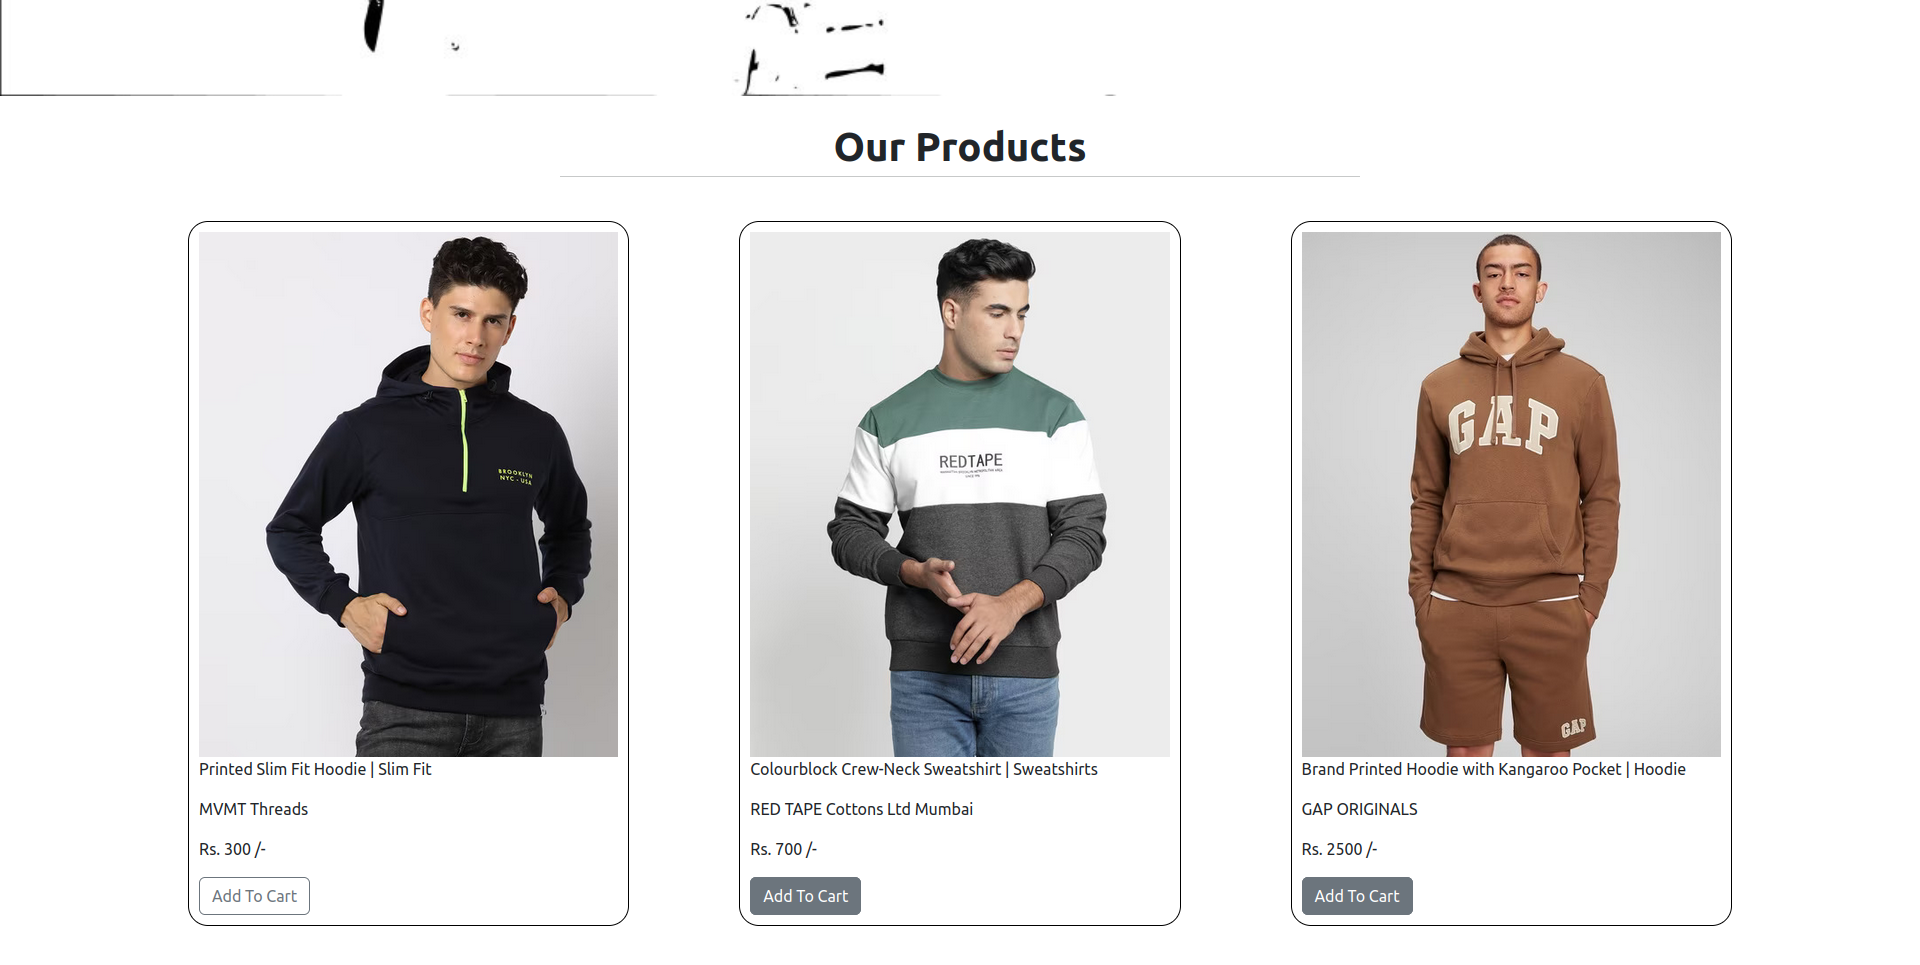 Our Products
BROOKLYN
NYC - USA
REDTAPE
GAP
GAP
Printed Slim Fit Hoodie | Slim Fit
Colourblock Crew-Neck Sweatshirt | Sweatshirts
Brand Printed Hoodie with Kangaroo Pocket | Hoodie
MVMT Threads
RED TAPE Cottons Ltd Mumbai
GAP ORIGINALS
Rs. 300 /-
Rs. 700 /-
Rs. 2500 /-
Add To Cart
Add To Cart
Add To Cart